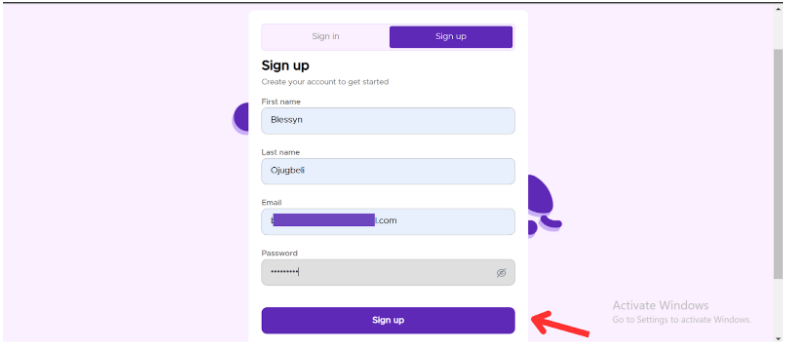 Sign in Sign up
Sign up
Create your account to get started
First name
Blessyn
Last name
Ojugbeli
Email
.com
Password
Sign up
Activate Windows
Go to Settings to activate Windows.